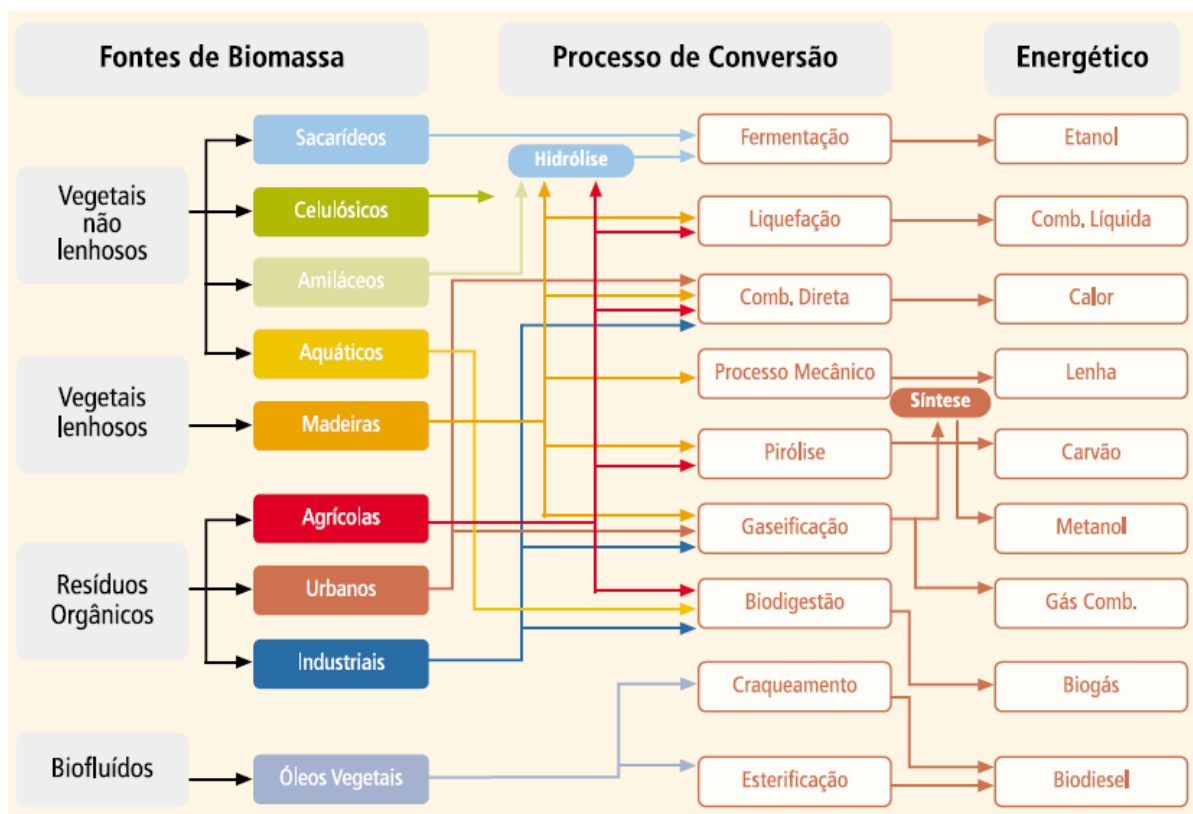 Fontes de Biomassa
Processo de Conversão
Energético
Vegetais
não
lenhosos
Vegetais
lenhosos
Resíduos
Orgânicos
Biofluídos
Sacarídeos
Celulósicos
Amiláceos
Aquáticos
Madeiras
Agrícolas
Urbanos
Industriais
Óleos Vegetais
Hidrólise
Fermentação
Liquefação
Comb. Direta
Processo Mecânico
Pirólise
Gaseificação
Biodigestão
Craqueamento
Esterificação
Síntese
Etanol
Comb. Líquida
Calor
Lenha
Carvão
Metanol
Gás Comb.
Biogás
Biodiesel